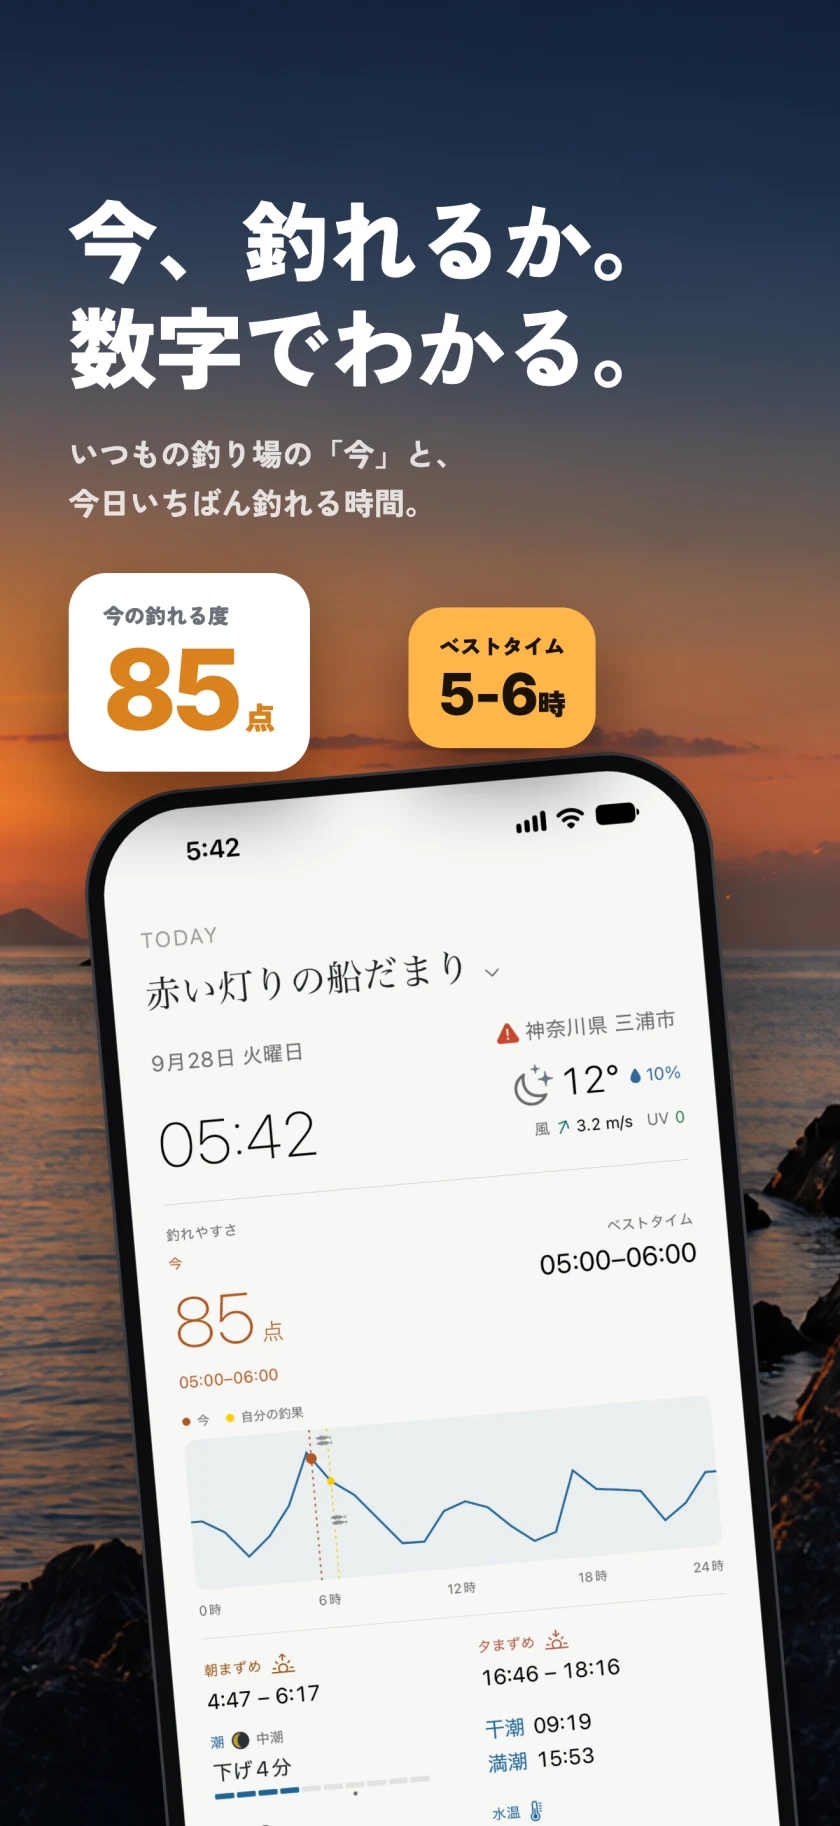 今、釣れるか。
数字でわかる。
いつもの釣り場の「今」と、
今日いちばん釣れる時間。
今の釣れる度
85点
ベストタイム
5-6時
5:42
TODAY
赤い灯りの船だまり
神奈川県 三浦市
9月28日 火曜日
12° 10%
05:42
風 3.2 m/s UV 0
釣れやすさ
今
85点
05:00–06:00
ベストタイム
05:00–06:00
今 自分の釣果
0時 6時 12時 18時 24時
朝まずめ
4:47 – 6:17
夕まずめ
16:46 – 18:16
潮 中潮
下げ4分
干潮 09:19
満潮 15:53
水温